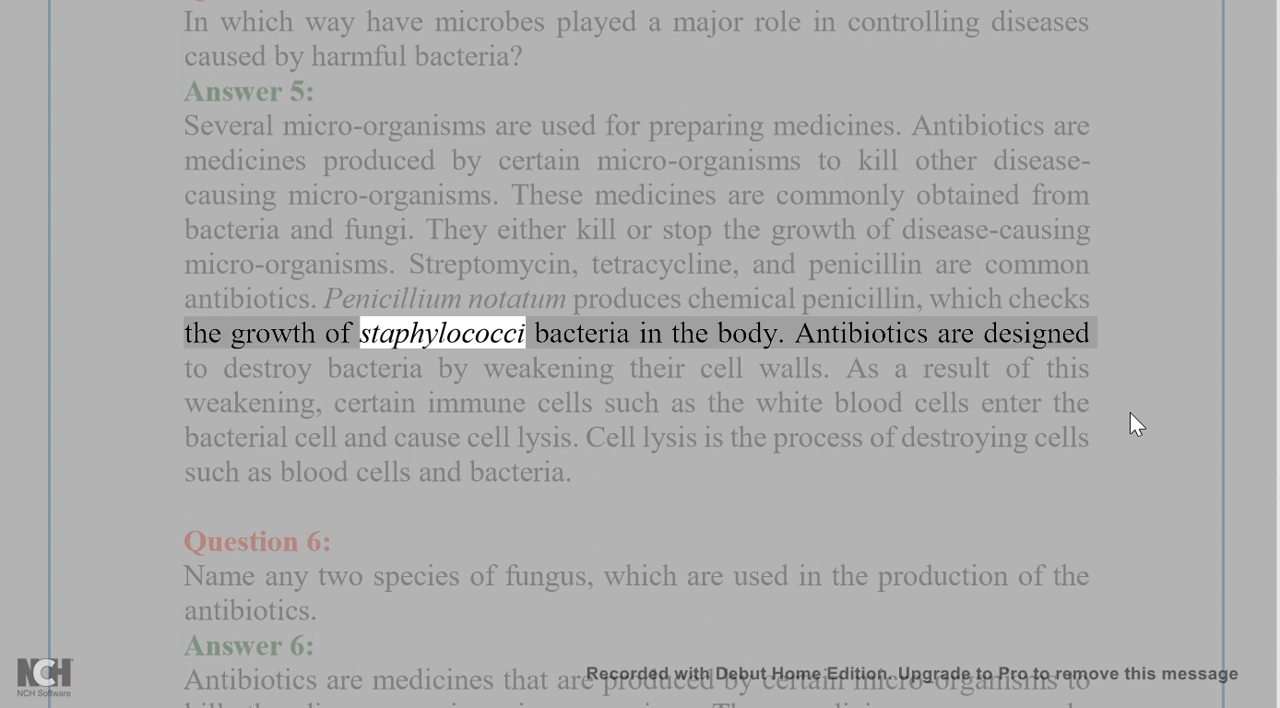 In which way have microbes played a major role in controlling diseases
caused by harmful bacteria?
Answer 5:
Several micro-organisms are used for preparing medicines. Antibiotics are
medicines produced by certain micro-organisms to kill other disease-
causing micro-organisms. These medicines are commonly obtained from
bacteria and fungi. They either kill or stop the growth of disease-causing
micro-organisms. Streptomycin, tetracycline, and penicillin are common
antibiotics. Penicillium notatum produces chemical penicillin, which checks
the growth of staphylococci bacteria in the body. Antibiotics are designed
to destroy bacteria by weakening their cell walls. As a result of this
weakening, certain immune cells such as the white blood cells enter the
bacterial cell and cause cell lysis. Cell lysis is the process of destroying cells
such as blood cells and bacteria.
Question 6:
Name any two species of fungus, which are used in the production of the
antibiotics.
Answer 6:
Antibiotics are medicines that are produced by certain micro-organisms to
NCH
NCH Software
Recorded with Debut Home Edition. Upgrade to Pro to remove this message